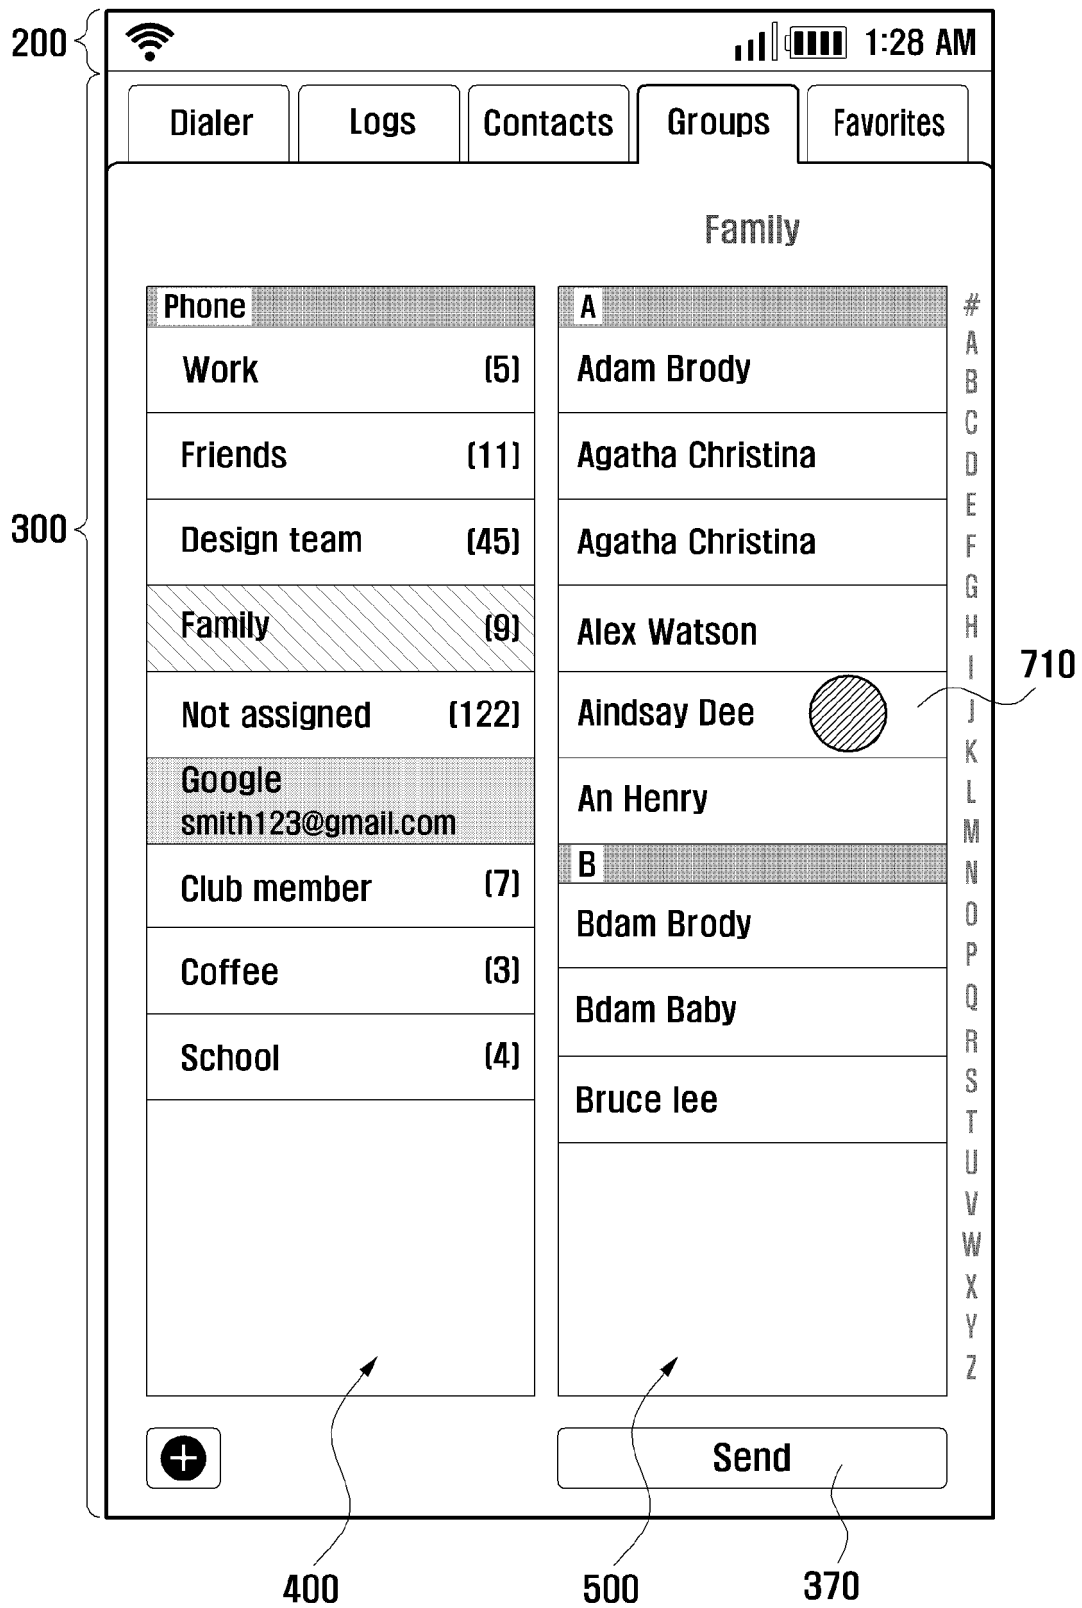 200
1:28 AM
Dialer Logs Contacts Groups Favorites
Family
Phone
Work (5)
Friends (11)
Design team (45)
Family (9)
Not assigned (122)
Google
smith123@gmail.com
Club member (7)
Coffee (3)
School (4)
A
Adam Brody
Agatha Christina
Agatha Christina
Alex Watson
Aindsay Dee
An Henry
B
Bdam Brody
Bdam Baby
Bruce lee
#
A
B
C
D
E
F
G
H
I
J
K
L
M
N
O
P
Q
R
S
T
U
V
W
X
Y
Z
300
710
Send
400
500
370